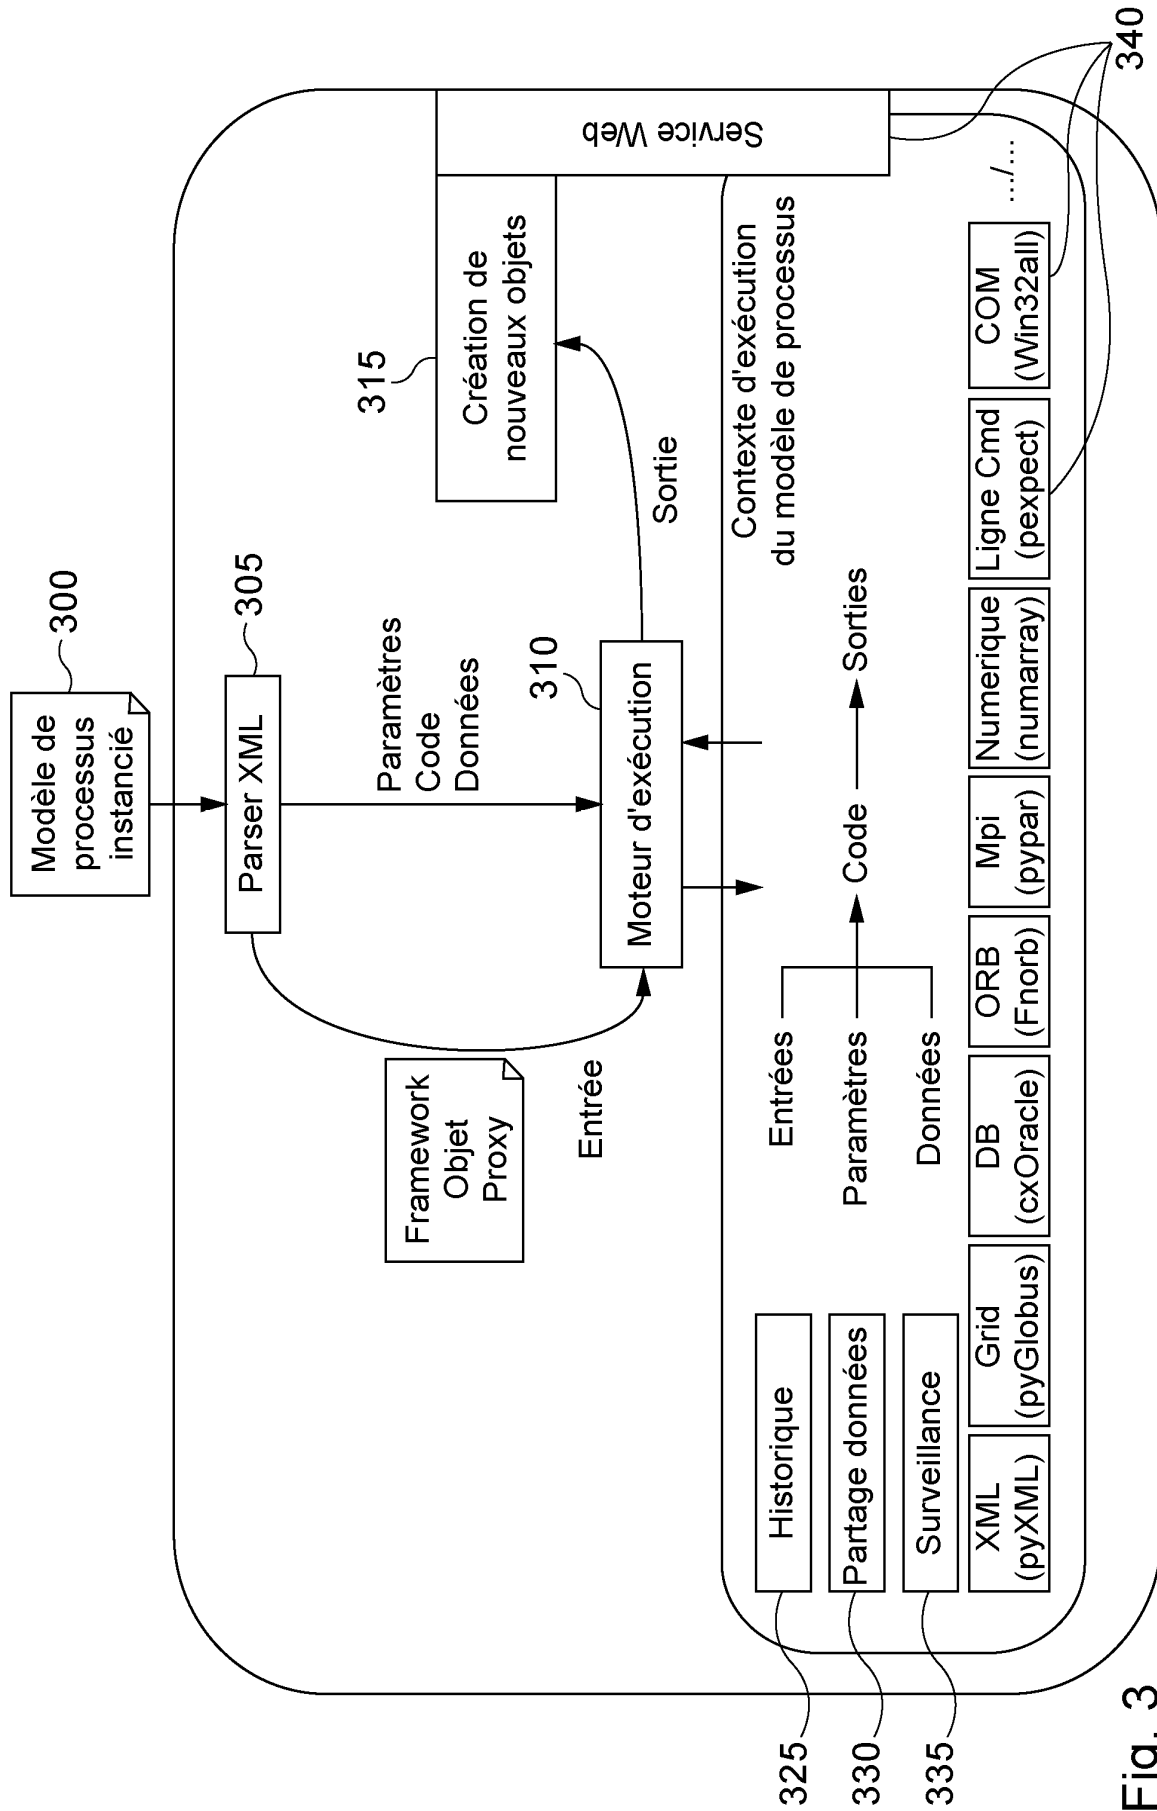 Modèle de
processus
instancié
300
Parser XML
305
Paramètres
Code
Données
Framework
Objet
Proxy
Entrée
Moteur d'exécution
310
Sortie
315
Création de
nouveaux objets
Service Web
Contexte d'exécution
du modèle de processus
Historique
Partage données
Surveillance
325
330
335
Entrées
Paramètres
Données
Code
Sorties
XML
(pyXML)
Grid
(pyGlobus)
DB
(cxOracle)
ORB
(Fnorb)
Mpi
(pypar)
Numerique
(numarray)
Ligne Cmd
(pexpect)
COM
(Win32all)
..../....
340
Fig. 3